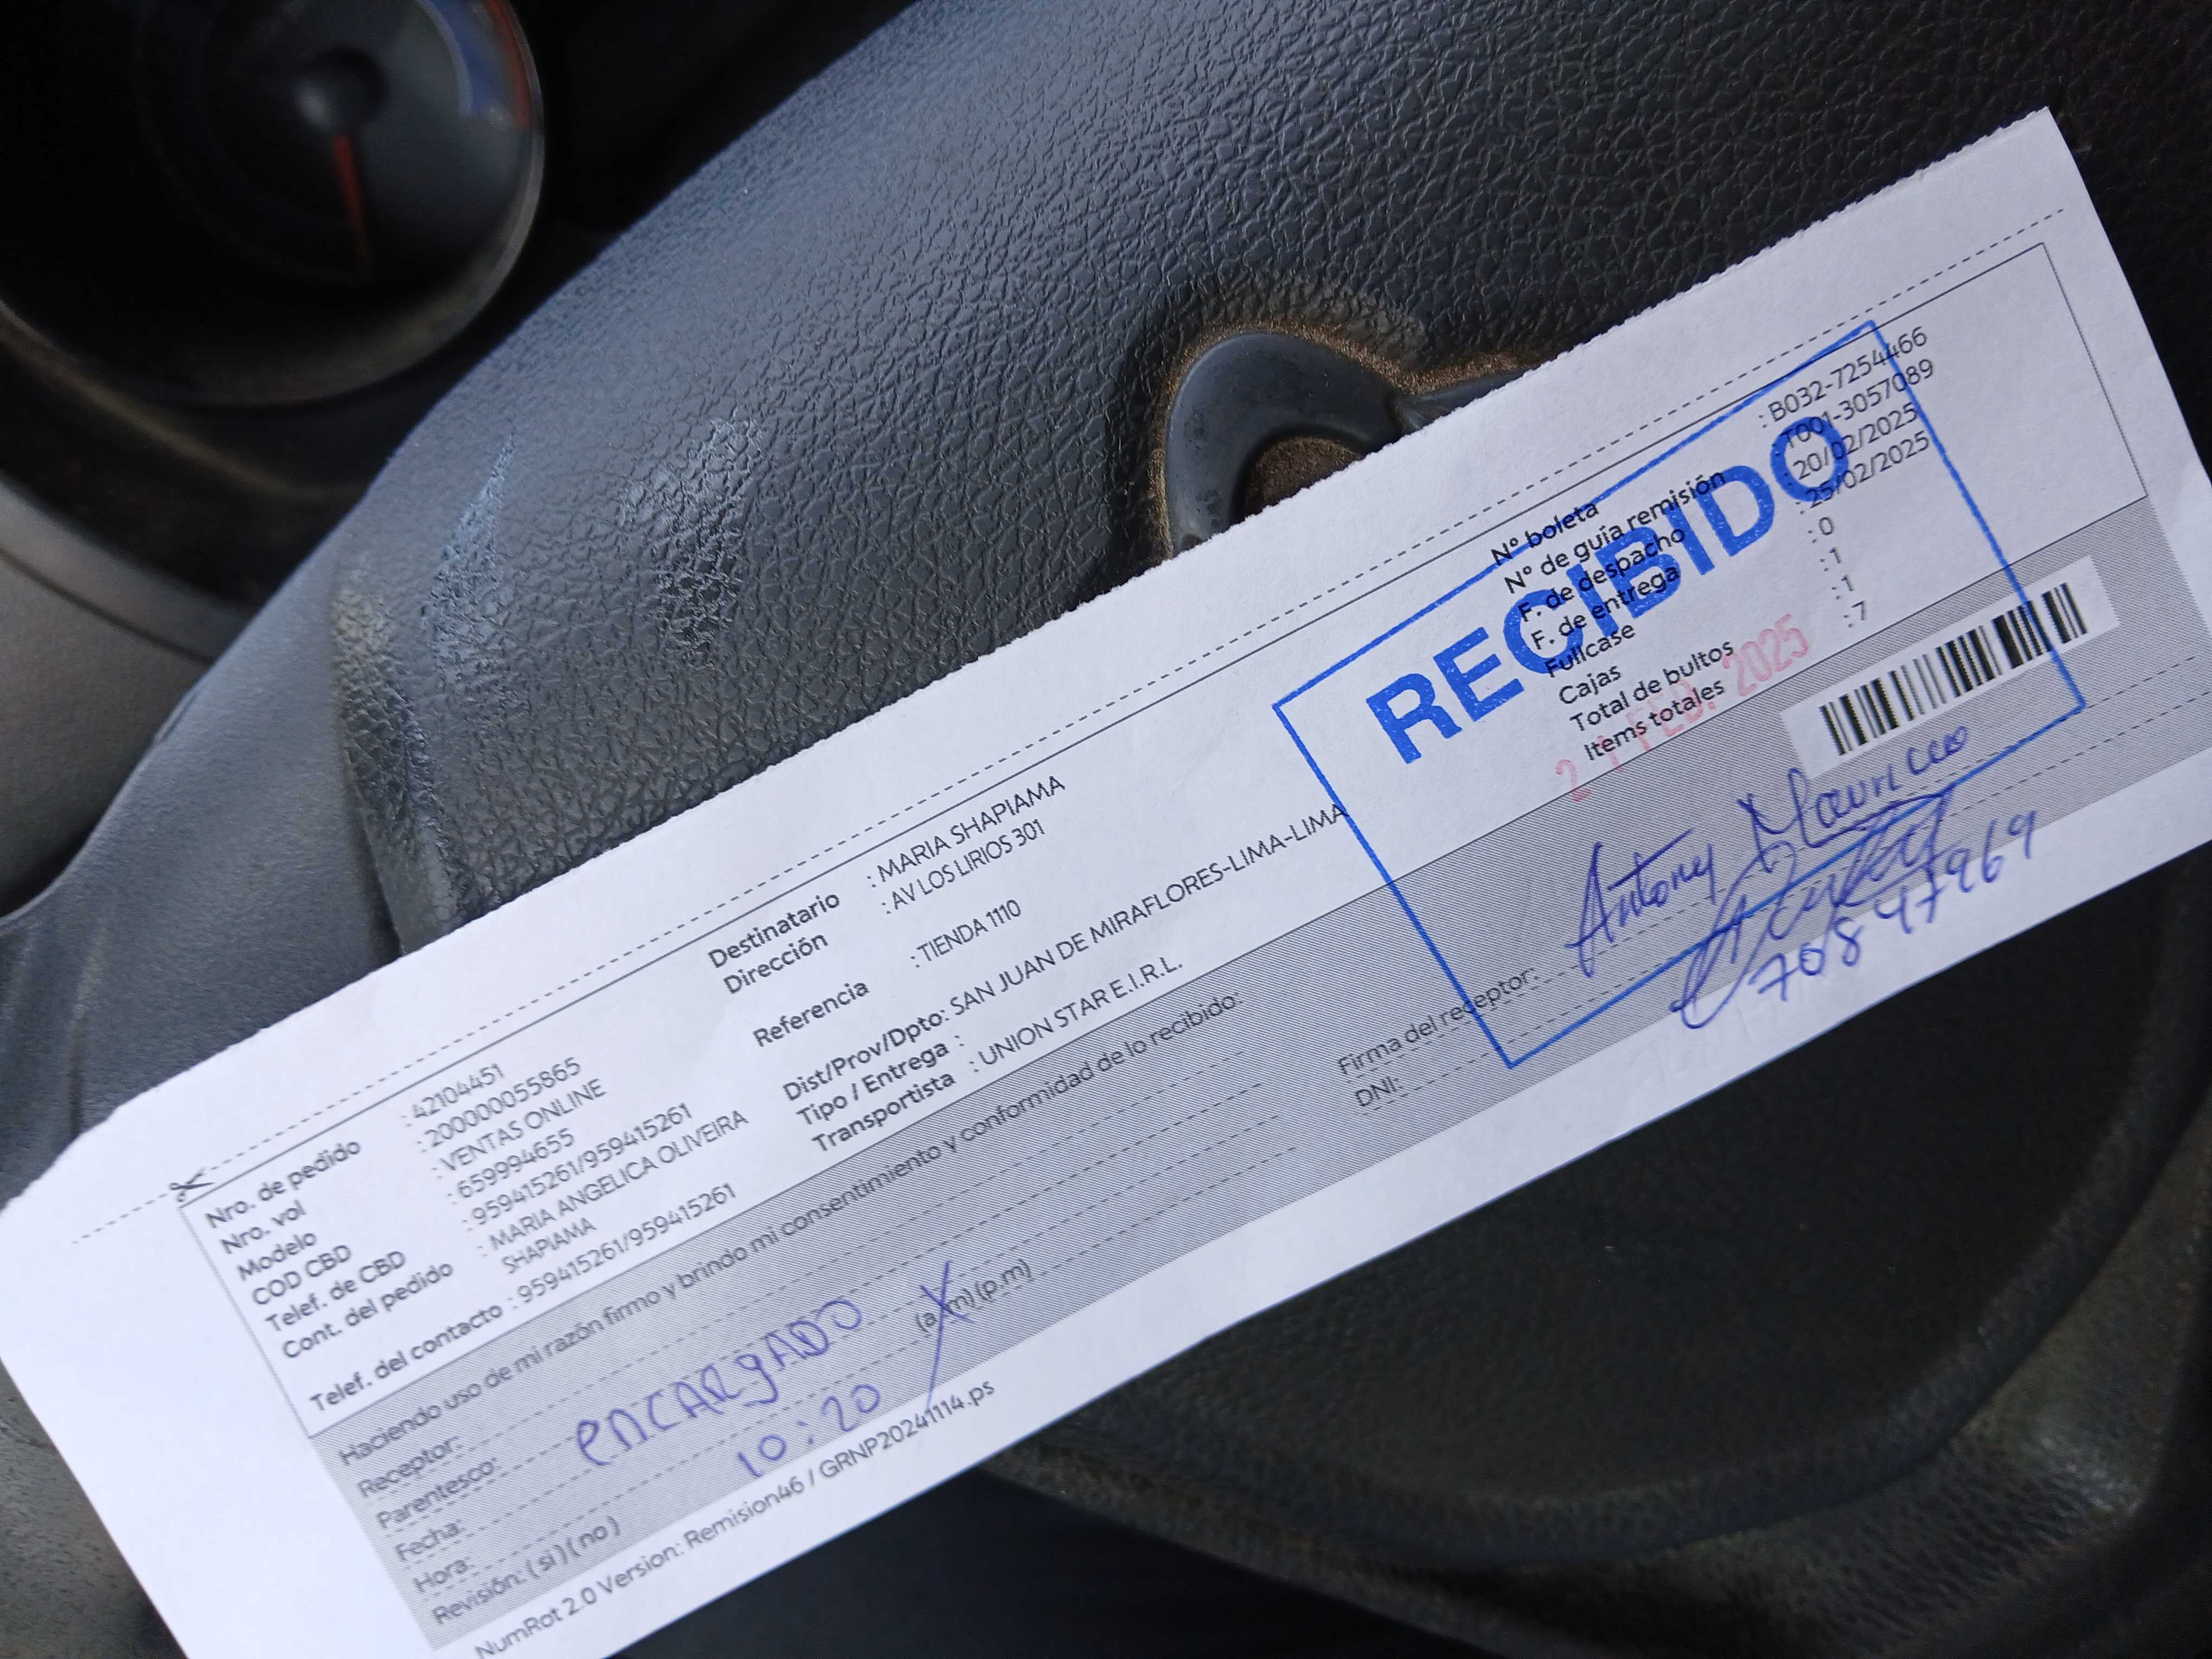 Nro. de pedido : 42104451
Nro. vol : 20000055865
Modelo : VENTAS ONLINE
COD CBD : 659994655
Telef. de CBD : 959415261/959415261
Cont. del pedido : MARIA ANGELICA OLIVEIRA
SHAPIAMA
Telef. del contacto : 959415261/959415261
Destinatario : MARIA SHAPIAMA
Dirección : AV LOS LIRIOS 301
Referencia : TIENDA 1110
Dist/Prov/Dpto: SAN JUAN DE MIRAFLORES-LIMA-LIMA
Tipo / Entrega :
Transportista : UNION STAR E.I.R.L.
N° boleta : B032-7254466
N° de guía remisión : T001-3057089
F. de despacho : 20/02/2025
F. de entrega : 25/02/2025
Fullcase : 0
Cajas : 1
Total de bultos : 1
Items totales : 7
RECIBIDO
21 FEB. 2025
Haciendo uso de mi razón firmo y brindo mi consentimiento y conformidad de lo recibido:
Receptor:
Parentesco: encargado
Fecha:
Hora: 10:20 (a.m)(p.m)
Revisión: (si)(no)
Firma del receptor: Antony Mauricio
DNI: 70847969
NumRot 2.0 Version: Remision46 / GRNP20241114.ps